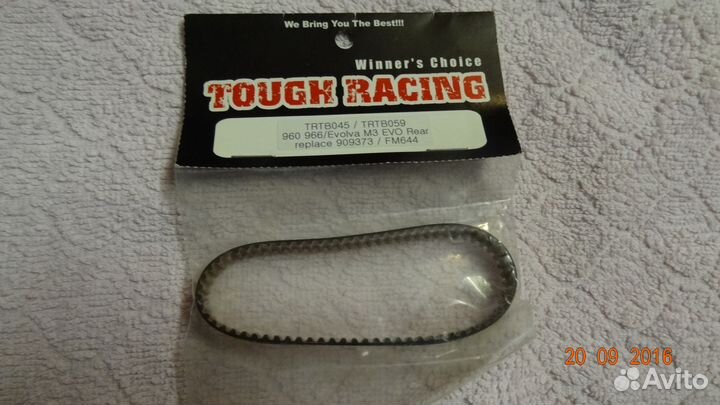 We Bring You The Best!!!
Winner's Choice
TOUGH RACING
TRTB045 / TRTB059
960 966/Evolva M3 EVO Rear
replace 909373 / FM644
20 09 2016
Avito